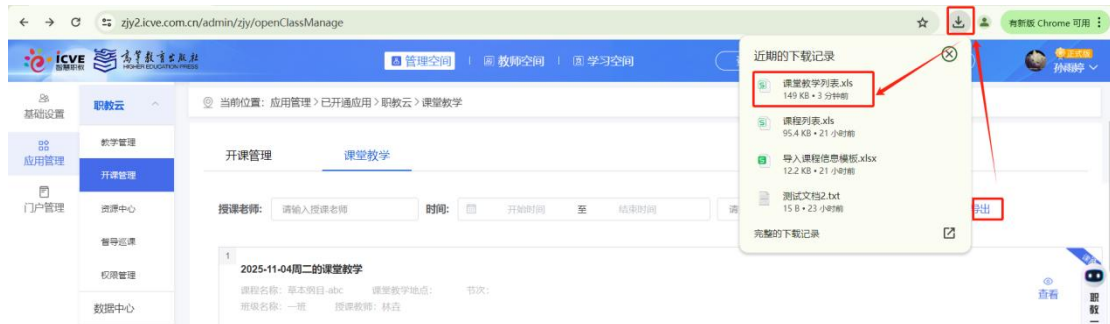 zjy2.icve.com.cn/admin/zjy/openClassManage
有新版 Chrome 可用
icve
智慧职教
高等教育出版社
HIGHER EDUCATION PRESS
管理空间
教师空间
学习空间
正式版
孙雨婷
近期的下载记录
课堂教学列表.xls
149 KB • 3 分钟前
课程列表.xls
95.4 KB • 21 小时前
导入课程信息模板.xlsx
12.2 KB • 21 小时前
测试文档2.txt
15 B • 23 小时前
完整的下载记录
基础设置
应用管理
门户管理
职教云
教学管理
开课管理
资源中心
督导巡课
权限管理
数据中心
当前位置：应用管理>已开通应用>职教云>课堂教学
开课管理
课堂教学
授课老师: 请输入授课老师 时间: 开始时间 至 结束时间 请
导出
1
2025-11-04周二的课堂教学
课程名称：草本纲目-abc 课堂教学地点： 节次：
班级名称：一班 授课教师：林垚
查看
职
教